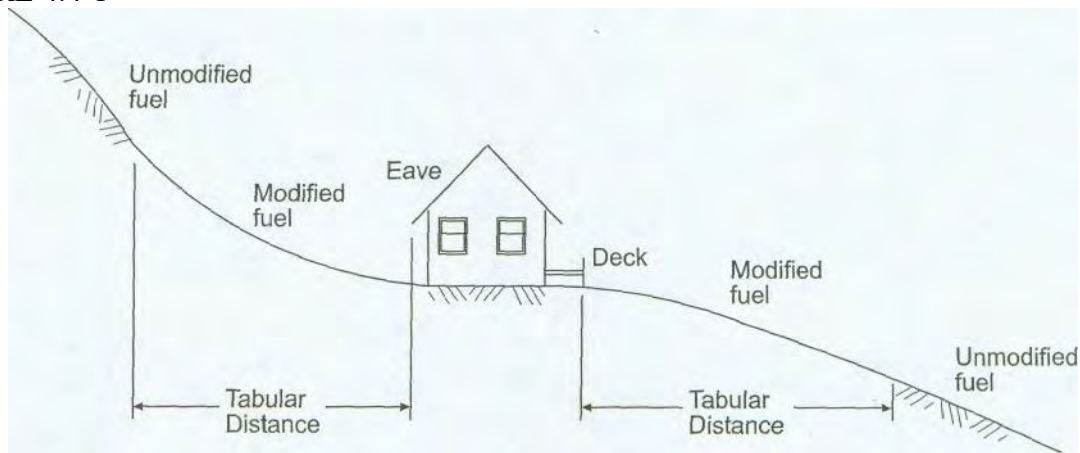 Unmodified
fuel
Modified
fuel
Eave
Deck
Modified
fuel
Unmodified
fuel
Tabular
Distance
Tabular
Distance